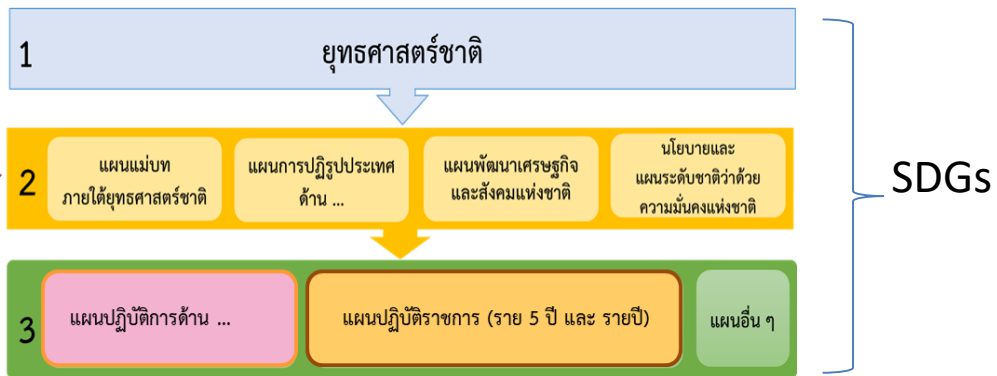 1
ยุทธศาสตร์ชาติ
2
แผนแม่บท
ภายใต้ยุทธศาสตร์ชาติ
แผนการปฏิรูปประเทศ
ด้าน ...
แผนพัฒนาเศรษฐกิจ
และสังคมแห่งชาติ
นโยบายและ
แผนระดับชาติว่าด้วย
ความมั่นคงแห่งชาติ
3
แผนปฏิบัติการด้าน ...
แผนปฏิบัติราชการ (ราย 5 ปี และ รายปี)
แผนอื่น ๆ
SDGs